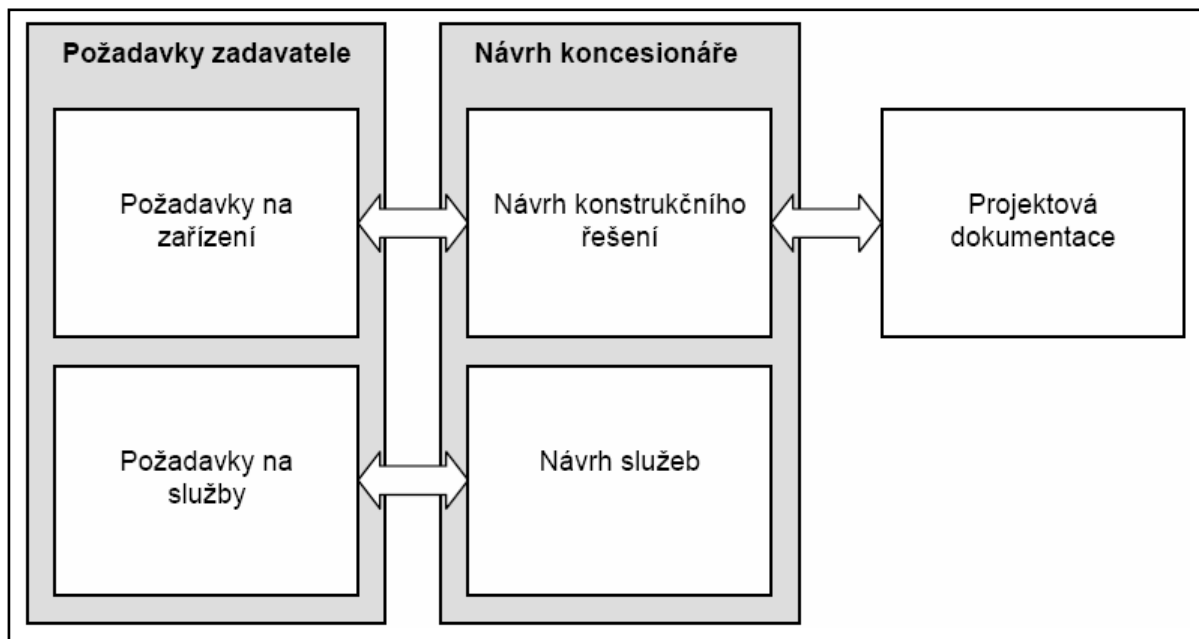 Požadavky zadavatele
Návrh koncesionáře
Požadavky na
zařízení
Návrh konstrukčního
řešení
Projektová
dokumentace
Požadavky na
služby
Návrh služeb